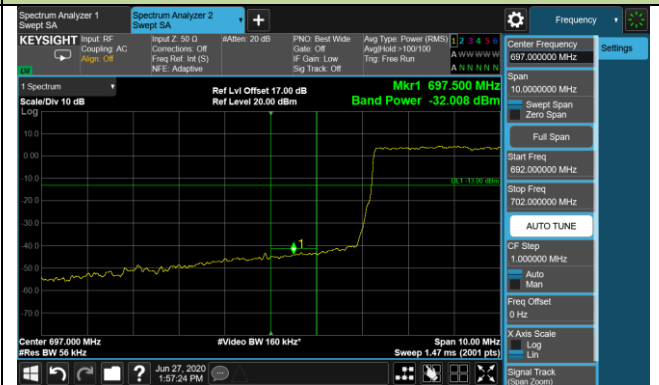 Spectrum Analyzer 1
Swept SA
Spectrum Analyzer 2
Swept SA
Frequency
KEYSIGHT
Input: RF
Coupling: AC
Align: Off
Input Z: 50 Ω
Corrections: Off
Freq Ref: Int (S)
NFE: Adaptive
#Atten: 20 dB
PNO: Best Wide
Gate: Off
IF Gain: Low
Sig Track: Off
Avg Type: Power (RMS)
Avg|Hold:>100/100
Trig: Free Run
1 2 3 4 5 6
A W W W W W
A N N N N N
Center Frequency
697.000000 MHz
Settings
Span
10.0000000 MHz
Swept Span
Zero Span
Full Span
Start Freq
692.000000 MHz
Stop Freq
702.000000 MHz
AUTO TUNE
CF Step
1.000000 MHz
Auto
Man
Freq Offset
0 Hz
X Axis Scale
Log
Lin
Signal Track
(Span Zoom)
1 Spectrum
Scale/Div 10 dB
Log
Ref Lvl Offset 17.00 dB
Ref Level 20.00 dBm
Mkr1 697.500 MHz
Band Power -32.008 dBm
10.0
0.00
-10.0
DL1 -13.00 dBm
-20.0
-30.0
-40.0
1
-50.0
-60.0
-70.0
Center 697.000 MHz
#Res BW 56 kHz
#Video BW 160 kHz*
Span 10.00 MHz
Sweep 1.47 ms (2001 pts)
Jun 27, 2020
1:57:24 PM